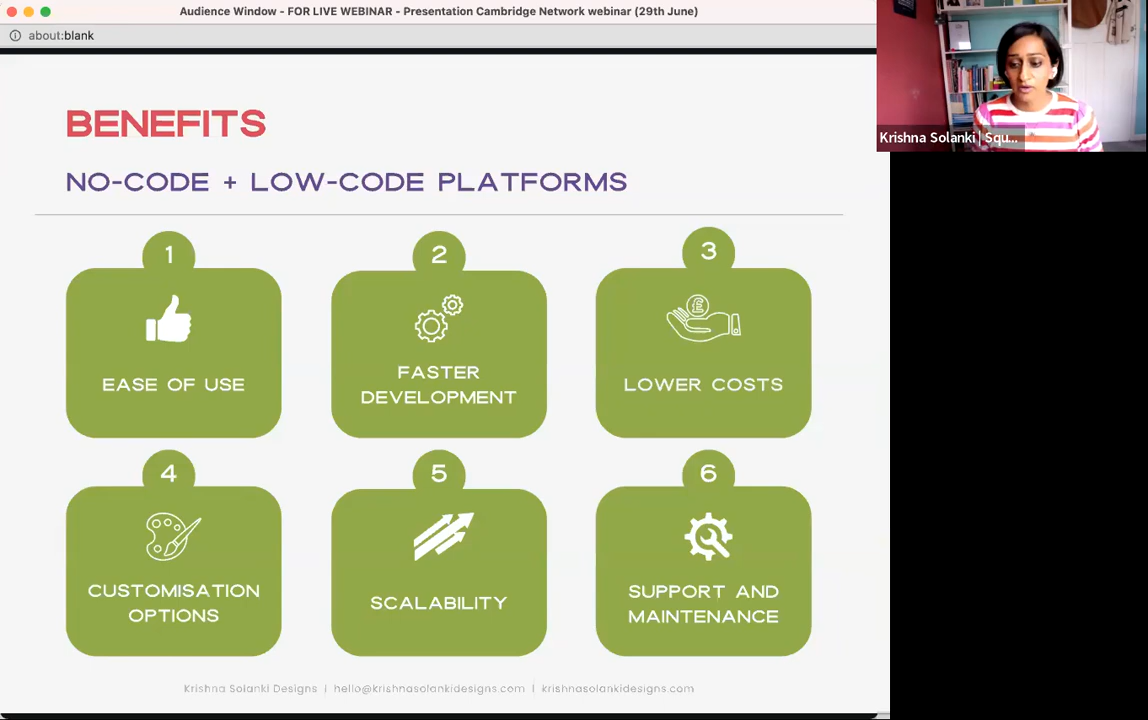 Audience Window - FOR LIVE WEBINAR - Presentation Cambridge Network webinar (29th June)
about:blank
Krishna Solanki | Squ...
BENEFITS
NO-CODE + LOW-CODE PLATFORMS
1
2
3
£
EASE OF USE
FASTER
DEVELOPMENT
LOWER COSTS
4
5
6
CUSTOMISATION
OPTIONS
SCALABILITY
SUPPORT AND
MAINTENANCE
Krishna Solanki Designs | hello@krishnasolankidesigns.com | krishnasolankidesigns.com